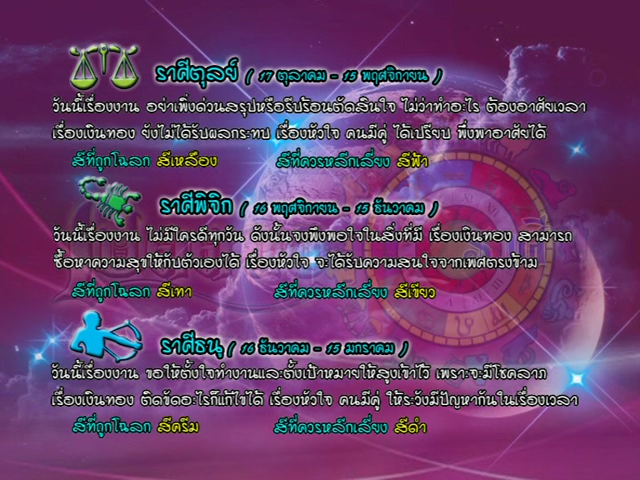 ราศีตุลย์ ( 17 ตุลาคม - 15 พฤศจิกายน )
วันนี้เรื่องงาน อย่าเพิ่งด่วนสรุปหรือรีบร้อนตัดสินใจ ไม่ว่าทำอะไร ต้องอาศัยเวลา
เรื่องเงินทอง ยังไม่ได้รับผลกระทบ เรื่องหัวใจ คนมีคู่ ได้เปรียบ พึ่งพาอาศัยได้
สีที่ถูกโฉลก สีเหลือง สีที่ควรหลีกเลี่ยง สีฟ้า
ราศีพิจิก ( 16 พฤศจิกายน - 15 ธันวาคม )
วันนี้เรื่องงาน ไม่มีใครดีทุกวัน ดังนั้นจงพึงพอใจในสิ่งที่มี เรื่องเงินทอง สามารถ
ซื้อหาความสุขให้กับตัวเองได้ เรื่องหัวใจ จะได้รับความสนใจจากเพศตรงข้าม
สีที่ถูกโฉลก สีเทา สีที่ควรหลีกเลี่ยง สีเขียว
ราศีธนู ( 16 ธันวาคม - 15 มกราคม )
วันนี้เรื่องงาน ขอให้ตั้งใจทำงานและตั้งเป้าหมายให้สูงเข้าไว้ เพราะจะมีโชคลาภ
เรื่องเงินทอง ติดขัดอะไรก็แก้ไขได้ เรื่องหัวใจ คนมีคู่ ให้ระวังมีปัญหากันในเรื่องเวลา
สีที่ถูกโฉลก สีครีม สีที่ควรหลีกเลี่ยง สีดำ